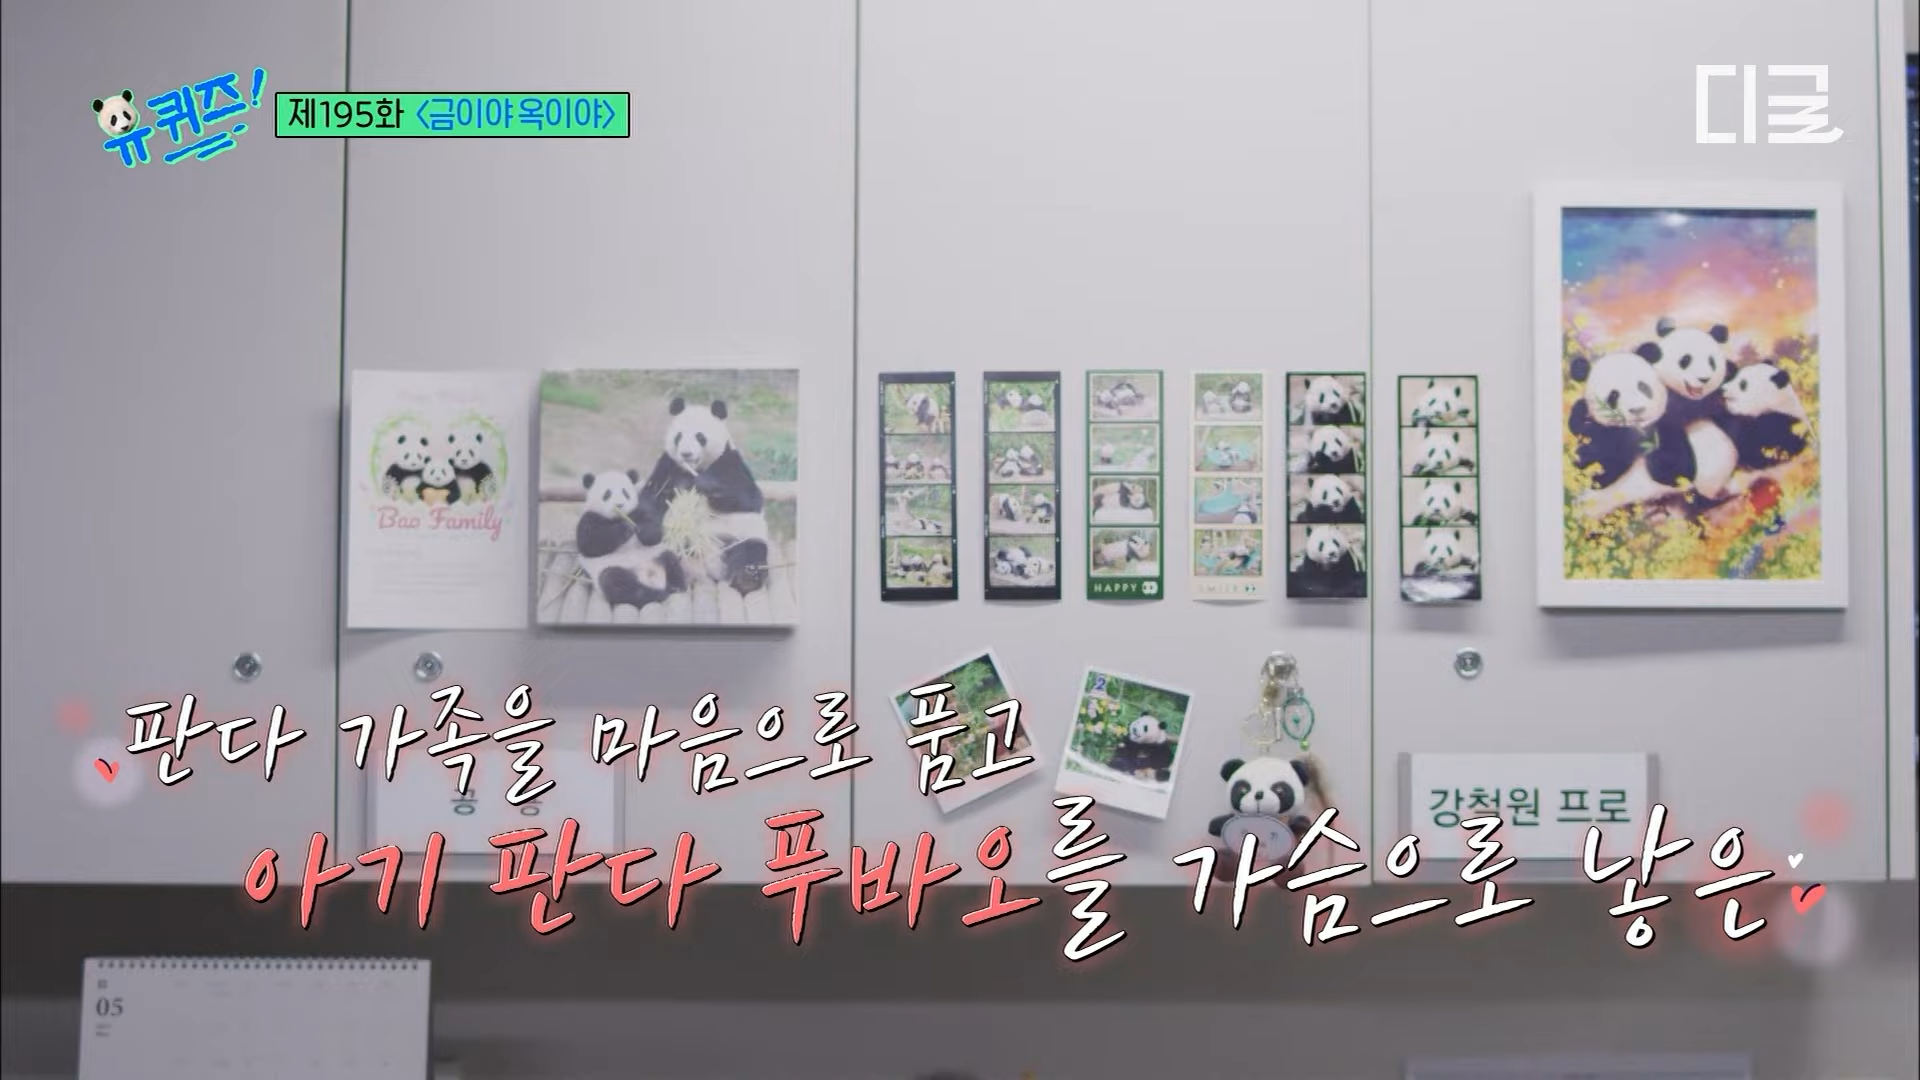 유퀴즈!
제195화 <금이야 옥이야>
디글
Bao Family
HAPPY
SMILE
2
판다 가족을 마음으로 품고
강철원 프로
아기 판다 푸바오를 가슴으로 낳은
05